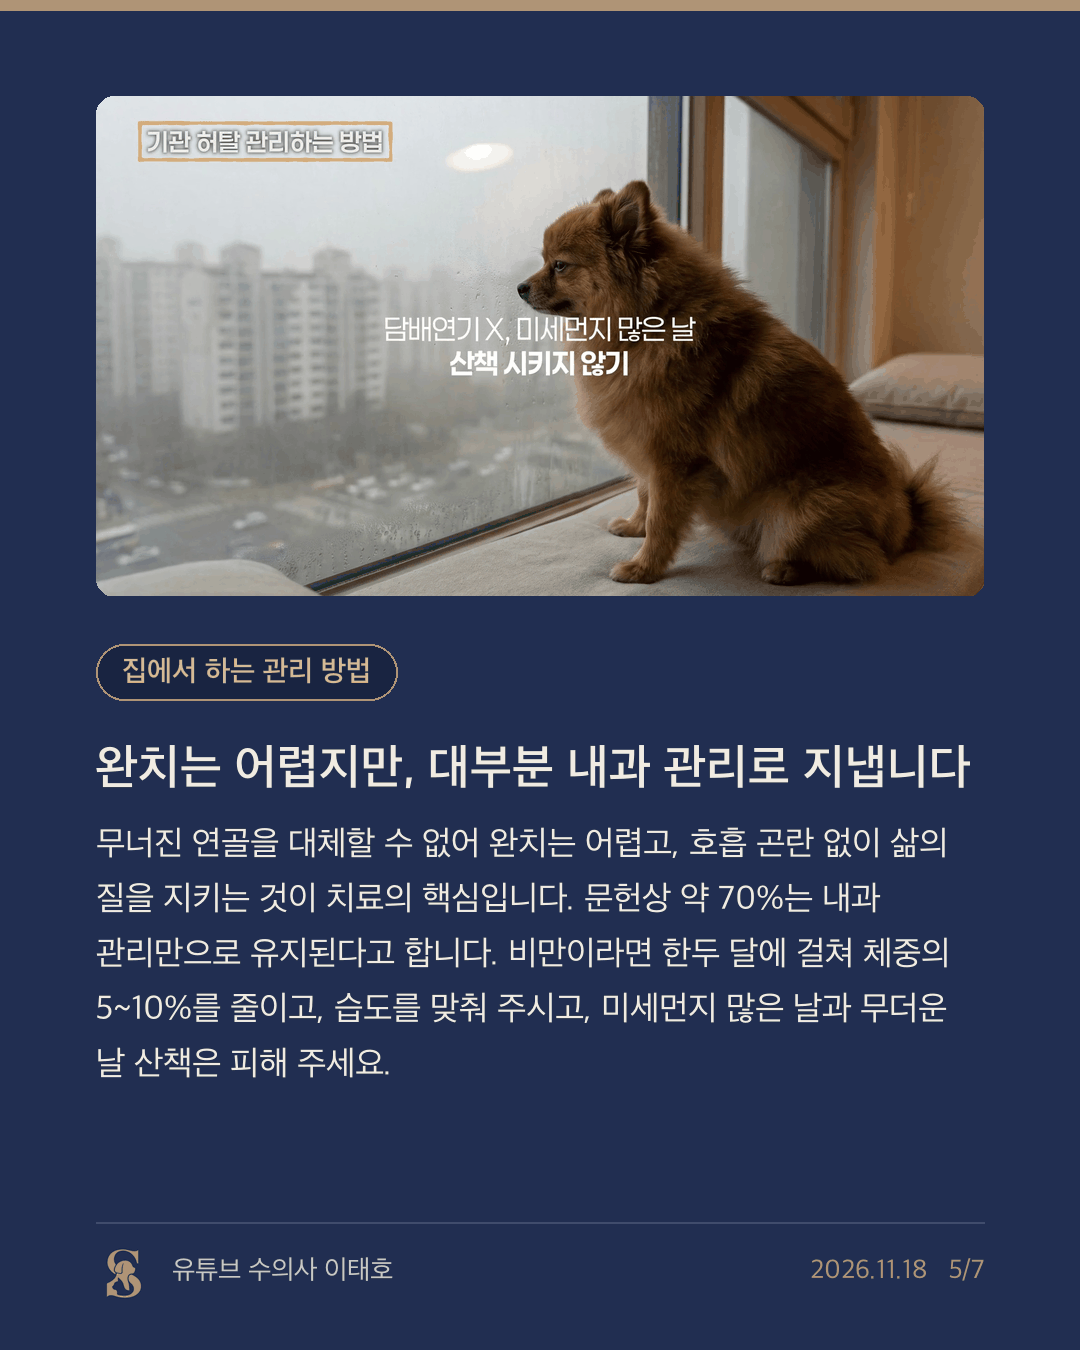 기관 허탈 관리하는 방법
담배연기 X, 미세먼지 많은 날
산책 시키지 않기
집에서 하는 관리 방법
완치는 어렵지만, 대부분 내과 관리로 지냅니다
무너진 연골을 대체할 수 없어 완치는 어렵고, 호흡 곤란 없이 삶의
질을 지키는 것이 치료의 핵심입니다. 문헌상 약 70%는 내과
관리만으로 유지된다고 합니다. 비만이라면 한두 달에 걸쳐 체중의
5~10%를 줄이고, 습도를 맞춰 주시고, 미세먼지 많은 날과 무더운
날 산책은 피해 주세요.
유튜브 수의사 이태호
2026.11.18 5/7